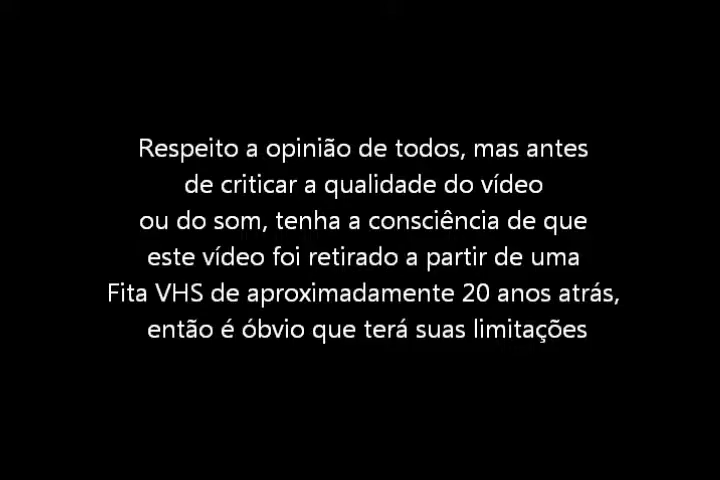 Respeito a opinião de todos, mas antes
de criticar a qualidade do vídeo
ou do som, tenha a consciência de que
este vídeo foi retirado a partir de uma
Fita VHS de aproximadamente 20 anos atrás,
então é óbvio que terá suas limitações